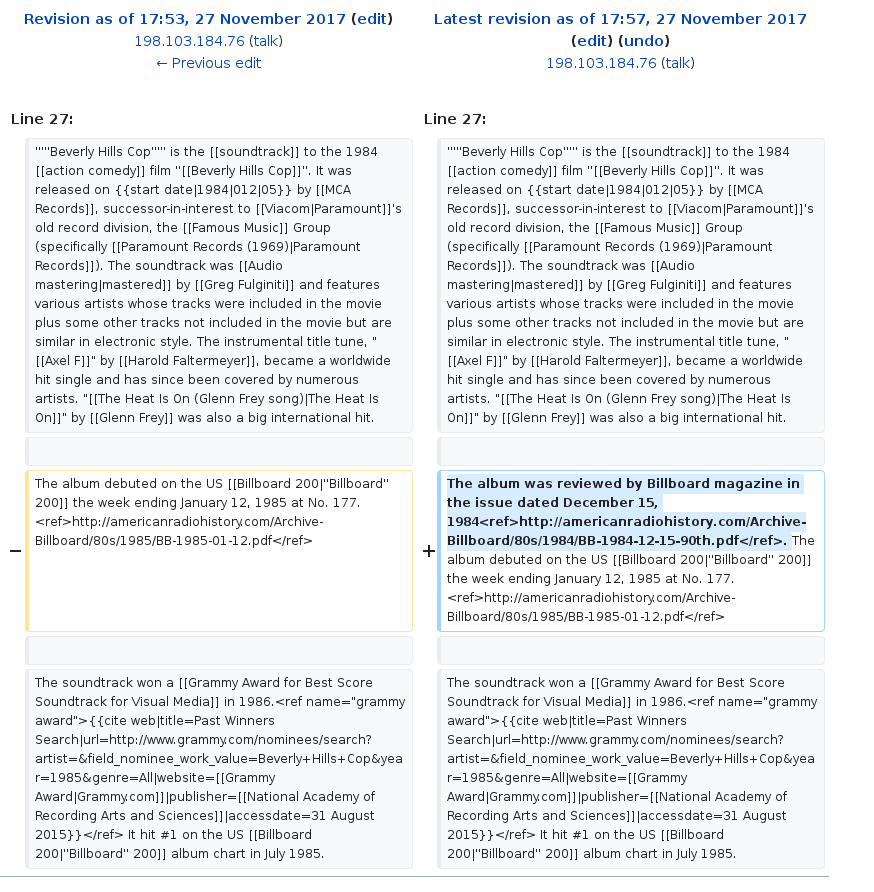 Revision as of 17:53, 27 November 2017 (edit)
198.103.184.76 (talk)
← Previous edit
Latest revision as of 17:57, 27 November 2017
(edit) (undo)
198.103.184.76 (talk)
Line 27:
'''''Beverly Hills Cop''''' is the [[soundtrack]] to the 1984
[[action comedy]] film ''[[Beverly Hills Cop]]''. It was
released on {{start date|1984|012|05}} by [[MCA
Records]], successor-in-interest to [[Viacom|Paramount]]'s
old record division, the [[Famous Music]] Group
(specifically [[Paramount Records (1969)|Paramount
Records]]). The soundtrack was [[Audio
mastering|mastered]] by [[Greg Fulginiti]] and features
various artists whose tracks were included in the movie
plus some other tracks not included in the movie but are
similar in electronic style. The instrumental title tune, "
[[Axel F]]" by [[Harold Faltermeyer]], became a worldwide
hit single and has since been covered by numerous
artists. "[[The Heat Is On (Glenn Frey song)|The Heat Is
On]]" by [[Glenn Frey]] was also a big international hit.
Line 27:
'''''Beverly Hills Cop''''' is the [[soundtrack]] to the 1984
[[action comedy]] film ''[[Beverly Hills Cop]]''. It was
released on {{start date|1984|012|05}} by [[MCA
Records]], successor-in-interest to [[Viacom|Paramount]]'s
old record division, the [[Famous Music]] Group
(specifically [[Paramount Records (1969)|Paramount
Records]]). The soundtrack was [[Audio
mastering|mastered]] by [[Greg Fulginiti]] and features
various artists whose tracks were included in the movie
plus some other tracks not included in the movie but are
similar in electronic style. The instrumental title tune, "
[[Axel F]]" by [[Harold Faltermeyer]], became a worldwide
hit single and has since been covered by numerous
artists. "[[The Heat Is On (Glenn Frey song)|The Heat Is
On]]" by [[Glenn Frey]] was also a big international hit.
−
The album debuted on the US [[Billboard 200|''Billboard''
200]] the week ending January 12, 1985 at No. 177.
<ref>http://americanradiohistory.com/Archive-
Billboard/80s/1985/BB-1985-01-12.pdf</ref>
+
The album was reviewed by Billboard magazine in
the issue dated December 15,
1984<ref>http://americanradiohistory.com/Archive-
Billboard/80s/1984/BB-1984-12-15-90th.pdf</ref>. The
album debuted on the US [[Billboard 200|''Billboard'' 200]]
the week ending January 12, 1985 at No. 177.
<ref>http://americanradiohistory.com/Archive-
Billboard/80s/1985/BB-1985-01-12.pdf</ref>
The soundtrack won a [[Grammy Award for Best Score
Soundtrack for Visual Media]] in 1986.<ref name="grammy
award">{{cite web|title=Past Winners
Search|url=http://www.grammy.com/nominees/search?
artist=&field_nominee_work_value=Beverly+Hills+Cop&yea
r=1985&genre=All|website=[[Grammy
Award|Grammy.com]]|publisher=[[National Academy of
Recording Arts and Sciences]]|accessdate=31 August
2015}}</ref> It hit #1 on the US [[Billboard
200|''Billboard'' 200]] album chart in July 1985.
The soundtrack won a [[Grammy Award for Best Score
Soundtrack for Visual Media]] in 1986.<ref name="grammy
award">{{cite web|title=Past Winners
Search|url=http://www.grammy.com/nominees/search?
artist=&field_nominee_work_value=Beverly+Hills+Cop&yea
r=1985&genre=All|website=[[Grammy
Award|Grammy.com]]|publisher=[[National Academy of
Recording Arts and Sciences]]|accessdate=31 August
2015}}</ref> It hit #1 on the US [[Billboard
200|''Billboard'' 200]] album chart in July 1985.